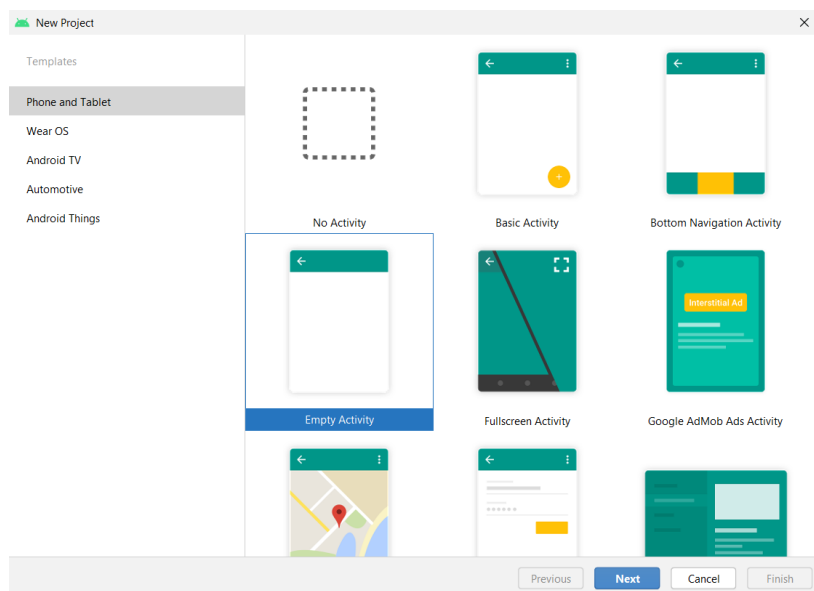 New Project
Templates
Phone and Tablet
Wear OS
Android TV
Automotive
Android Things
No Activity
Basic Activity
Bottom Navigation Activity
Interstitial Ad
Empty Activity
Fullscreen Activity
Google AdMob Ads Activity
Previous
Next
Cancel
Finish